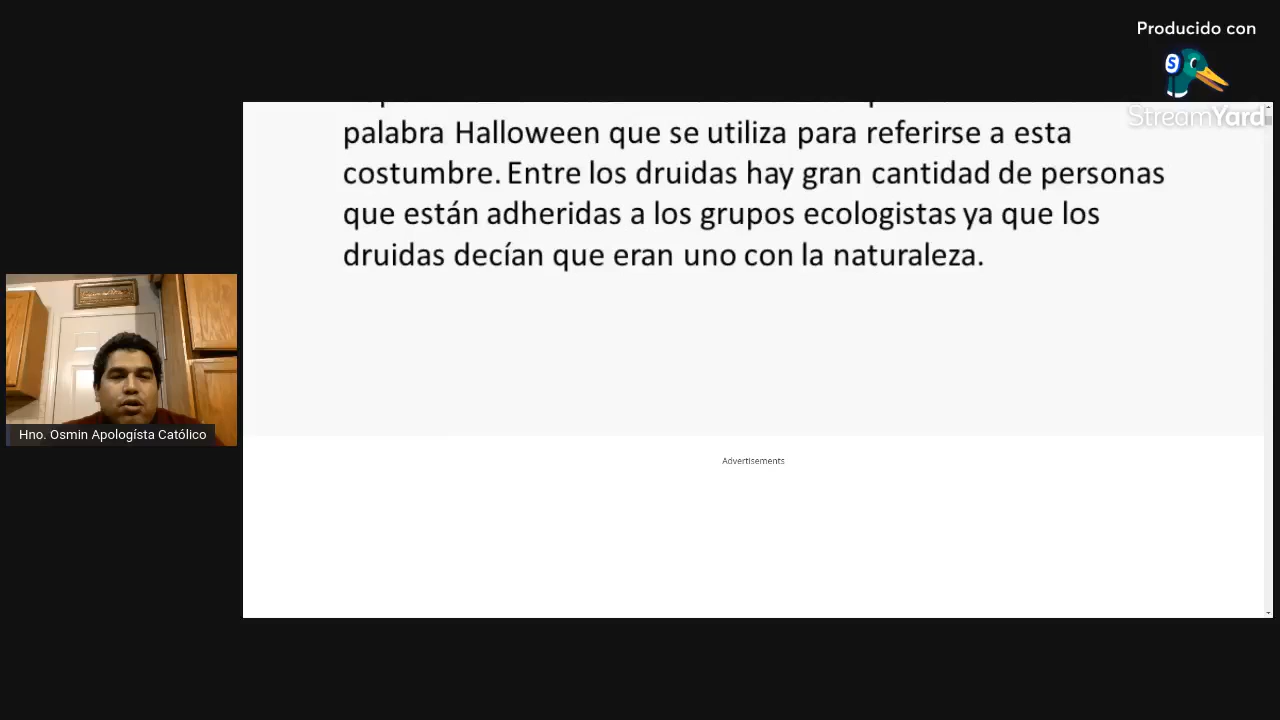 Producido con
S
StreamYard
palabra Halloween que se utiliza para referirse a esta
costumbre. Entre los druidas hay gran cantidad de personas
que están adheridas a los grupos ecologistas ya que los
druidas decían que eran uno con la naturaleza.
Hno. Osmin Apologísta Católico
Advertisements